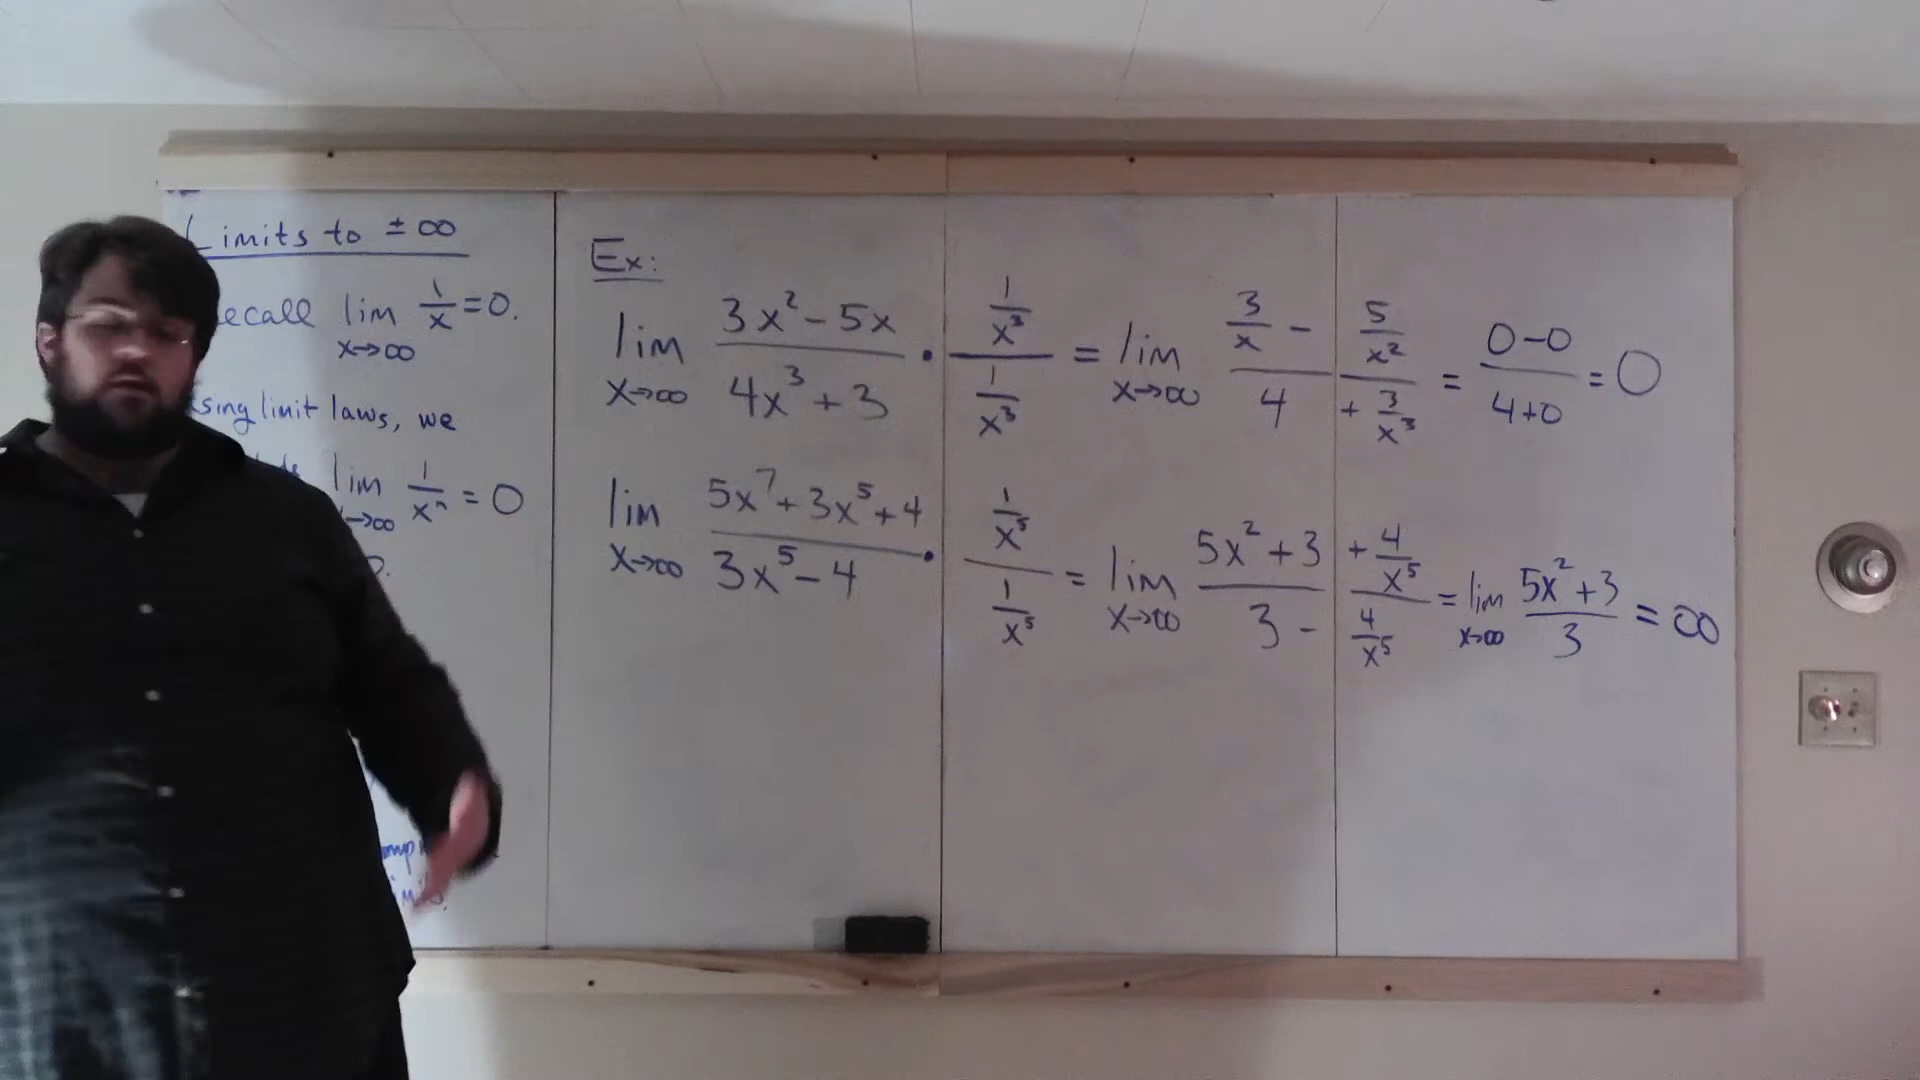 Limits to ± ∞
ecall lim 1/x = 0.
x→∞
sing limit laws, we
lim 1/xⁿ = 0
→∞
Ex:
lim (3x² - 5x)/(4x³ + 3) · (1/x³)/(1/x³) = lim (3/x - 5/x²)/(4 + 3/x³) = (0-0)/(4+0) = 0
x→∞ x→∞
lim (5x⁷ + 3x⁵ + 4)/(3x⁵ - 4) · (1/x⁵)/(1/x⁵) = lim (5x² + 3 + 4/x⁵)/(3 - 4/x⁵) = lim (5x² + 3)/3 = ∞
x→∞ x→∞ x→∞